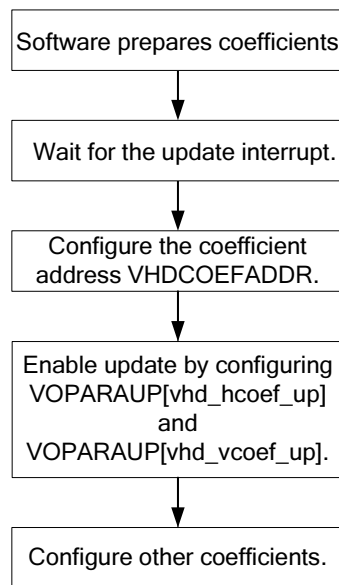 Software prepares coefficients
Wait for the update interrupt.
Configure the coefficient
address VHDCOEFADDR.
Enable update by configuring
VOPARAUP[vhd_hcoef_up]
and
VOPARAUP[vhd_vcoef_up].
Configure other coefficients.